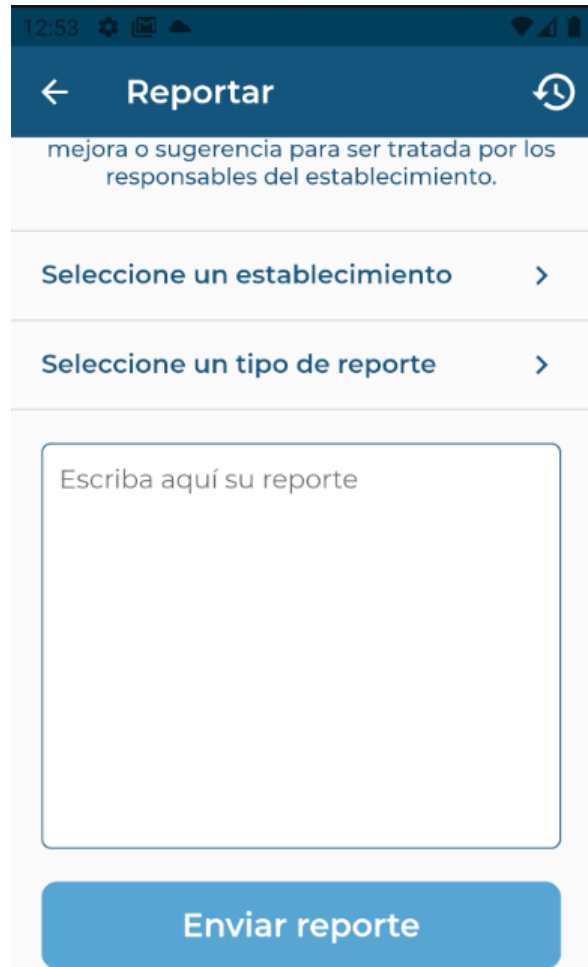 12:53
Reportar
mejora o sugerencia para ser tratada por los
responsables del establecimiento.
Seleccione un establecimiento
Seleccione un tipo de reporte
Escriba aquí su reporte
Enviar reporte